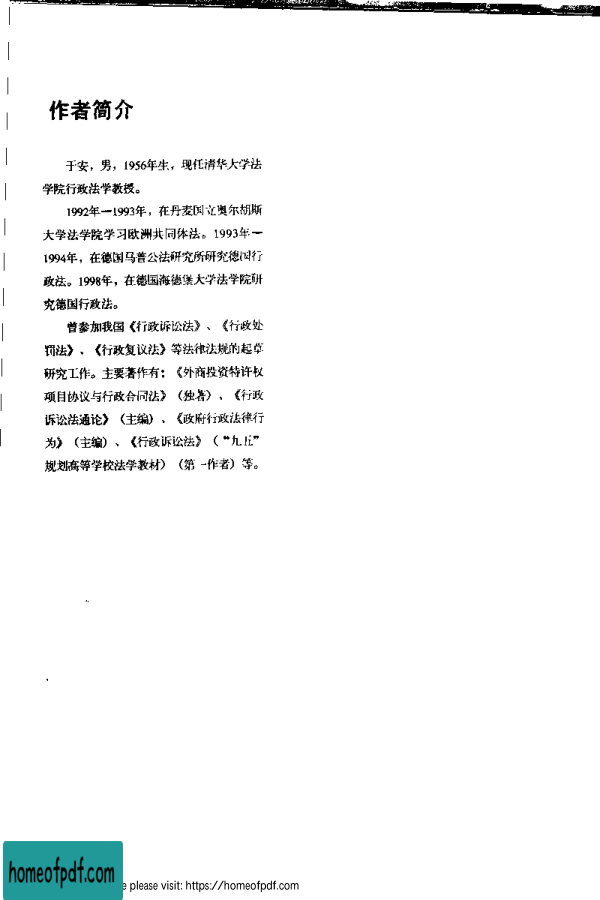 作者简介
于安，男，1956年生，现任清华大学法
学院行政法学教授。
1992年—1993年，在丹麦国立奥尔胡斯
大学法学院学习欧洲共同体法。1993年—
1994年，在德国马普公法研究所研究德国行
政法。1998年，在德国海德堡大学法学院研
究德国行政法。
曾参加我国《行政诉讼法》、《行政处
罚法》、《行政复议法》等法律法规的起草
研究工作。主要著作有：《外商投资特许权
项目协议与行政合同法》（独著）、《行政
诉讼法通论》（主编）、《政府行政法律行
为》（主编）、《行政诉讼法》（“九五”
规划高等学校法学教材）（第一作者）等。
homeofpdf.com
e please visit: https://homeofpdf.com